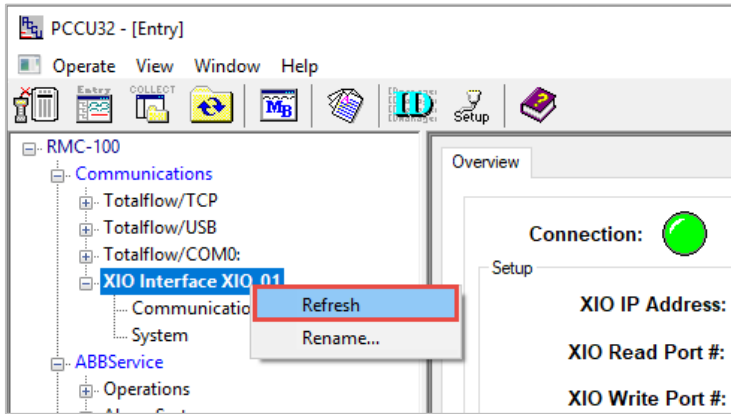 PCCU32 - [Entry]
Operate View Window Help
Entry COLLECT MB ID Setup
RMC-100
Communications
Totalflow/TCP
Totalflow/USB
Totalflow/COM0:
XIO Interface XIO 01
Communicatio
System
ABBService
Operations
Refresh
Rename...
Overview
Connection:
Setup
XIO IP Address:
XIO Read Port #:
XIO Write Port #: